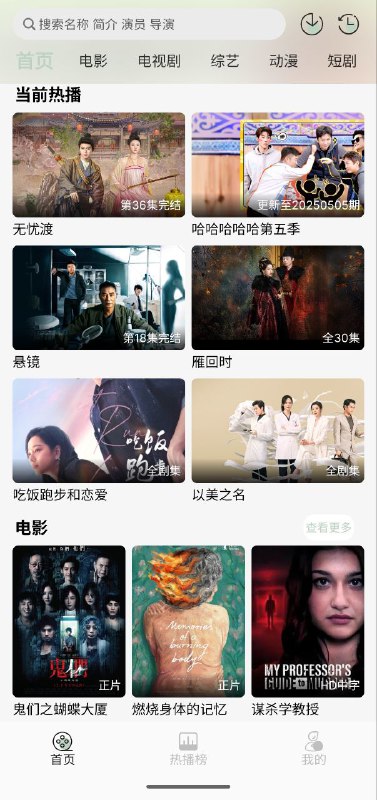 搜索名称 简介 演员 导演
首页 电影 电视剧 综艺 动漫 短剧
当前热播
第36集完结 更新至20250505期
无忧渡 哈哈哈哈哈第五季
第18集完结 全30集
悬镜 雁回时
吃饭
跑步
全剧集 全剧集
吃饭跑步和恋爱 以美之名
电影 查看更多
鬼们
Memories
of a
burning
body
MY PROFESSOR'S
正片 正片 HD中字
鬼们之蝴蝶大厦 燃烧身体的记忆 谋杀学教授
首页 热播榜 我的